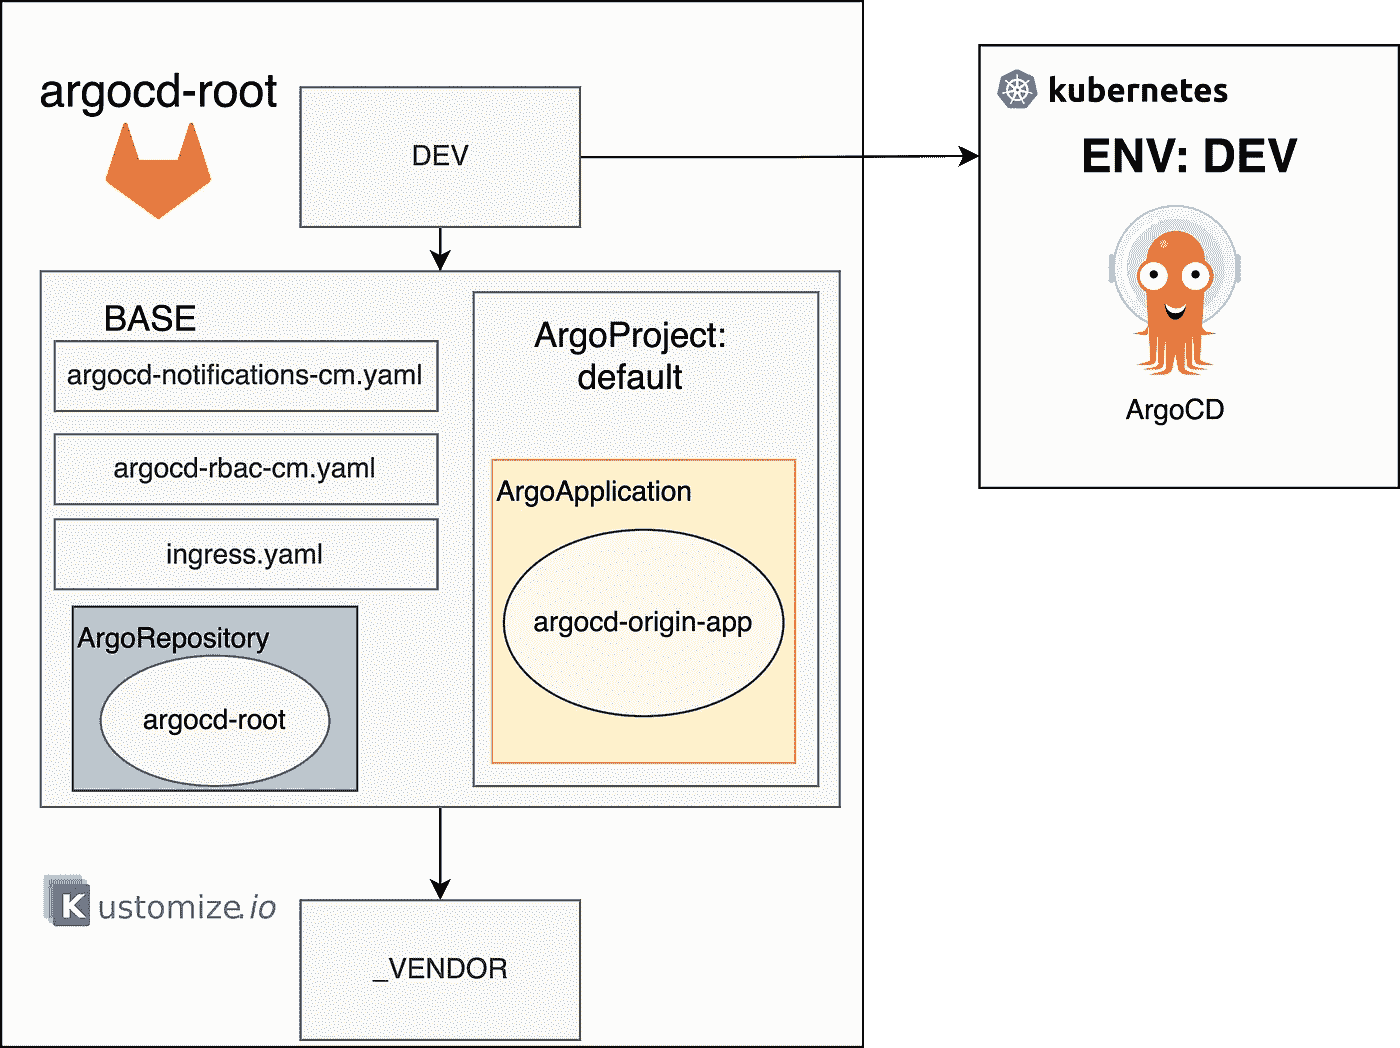 argocd-root
DEV
kubernetes
ENV: DEV
ArgoCD
BASE
argocd-notifications-cm.yaml
argocd-rbac-cm.yaml
ingress.yaml
ArgoRepository
argocd-root
ArgoProject:
default
ArgoApplication
argocd-origin-app
Kustomize.io
_VENDOR